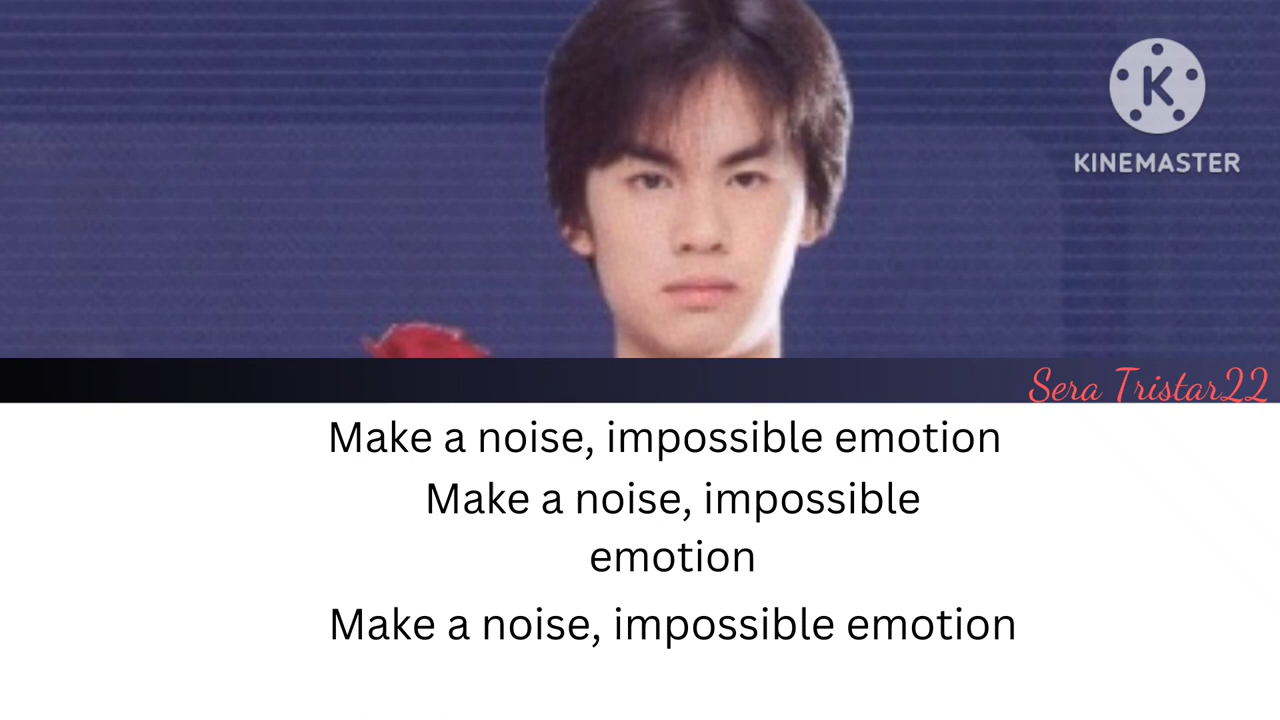 K
KINEMASTER
Sera Tristar22
Make a noise, impossible emotion
Make a noise, impossible
emotion
Make a noise, impossible emotion